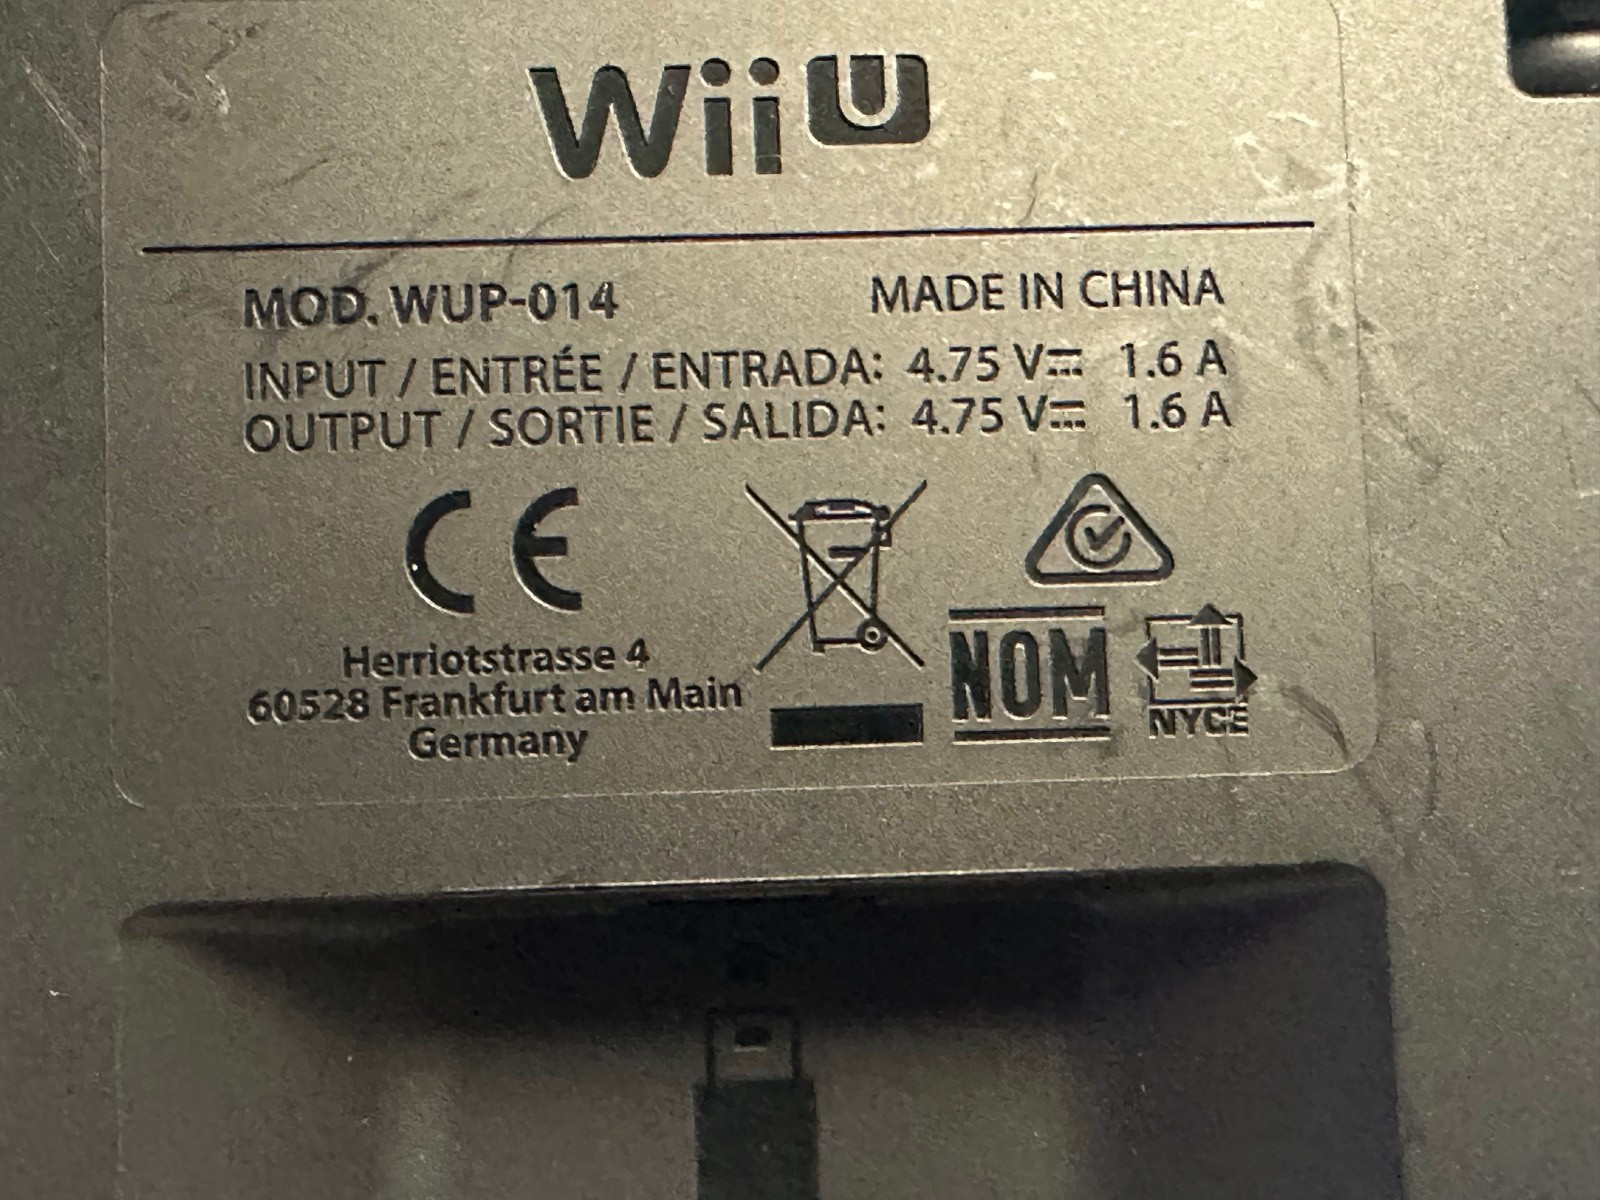 Wii U
MOD. WUP-014 MADE IN CHINA
INPUT / ENTRÉE / ENTRADA: 4.75 V⎓ 1.6 A
OUTPUT / SORTIE / SALIDA: 4.75 V⎓ 1.6 A
CE
Herriotstrasse 4
60528 Frankfurt am Main
Germany
NOM
NYCE